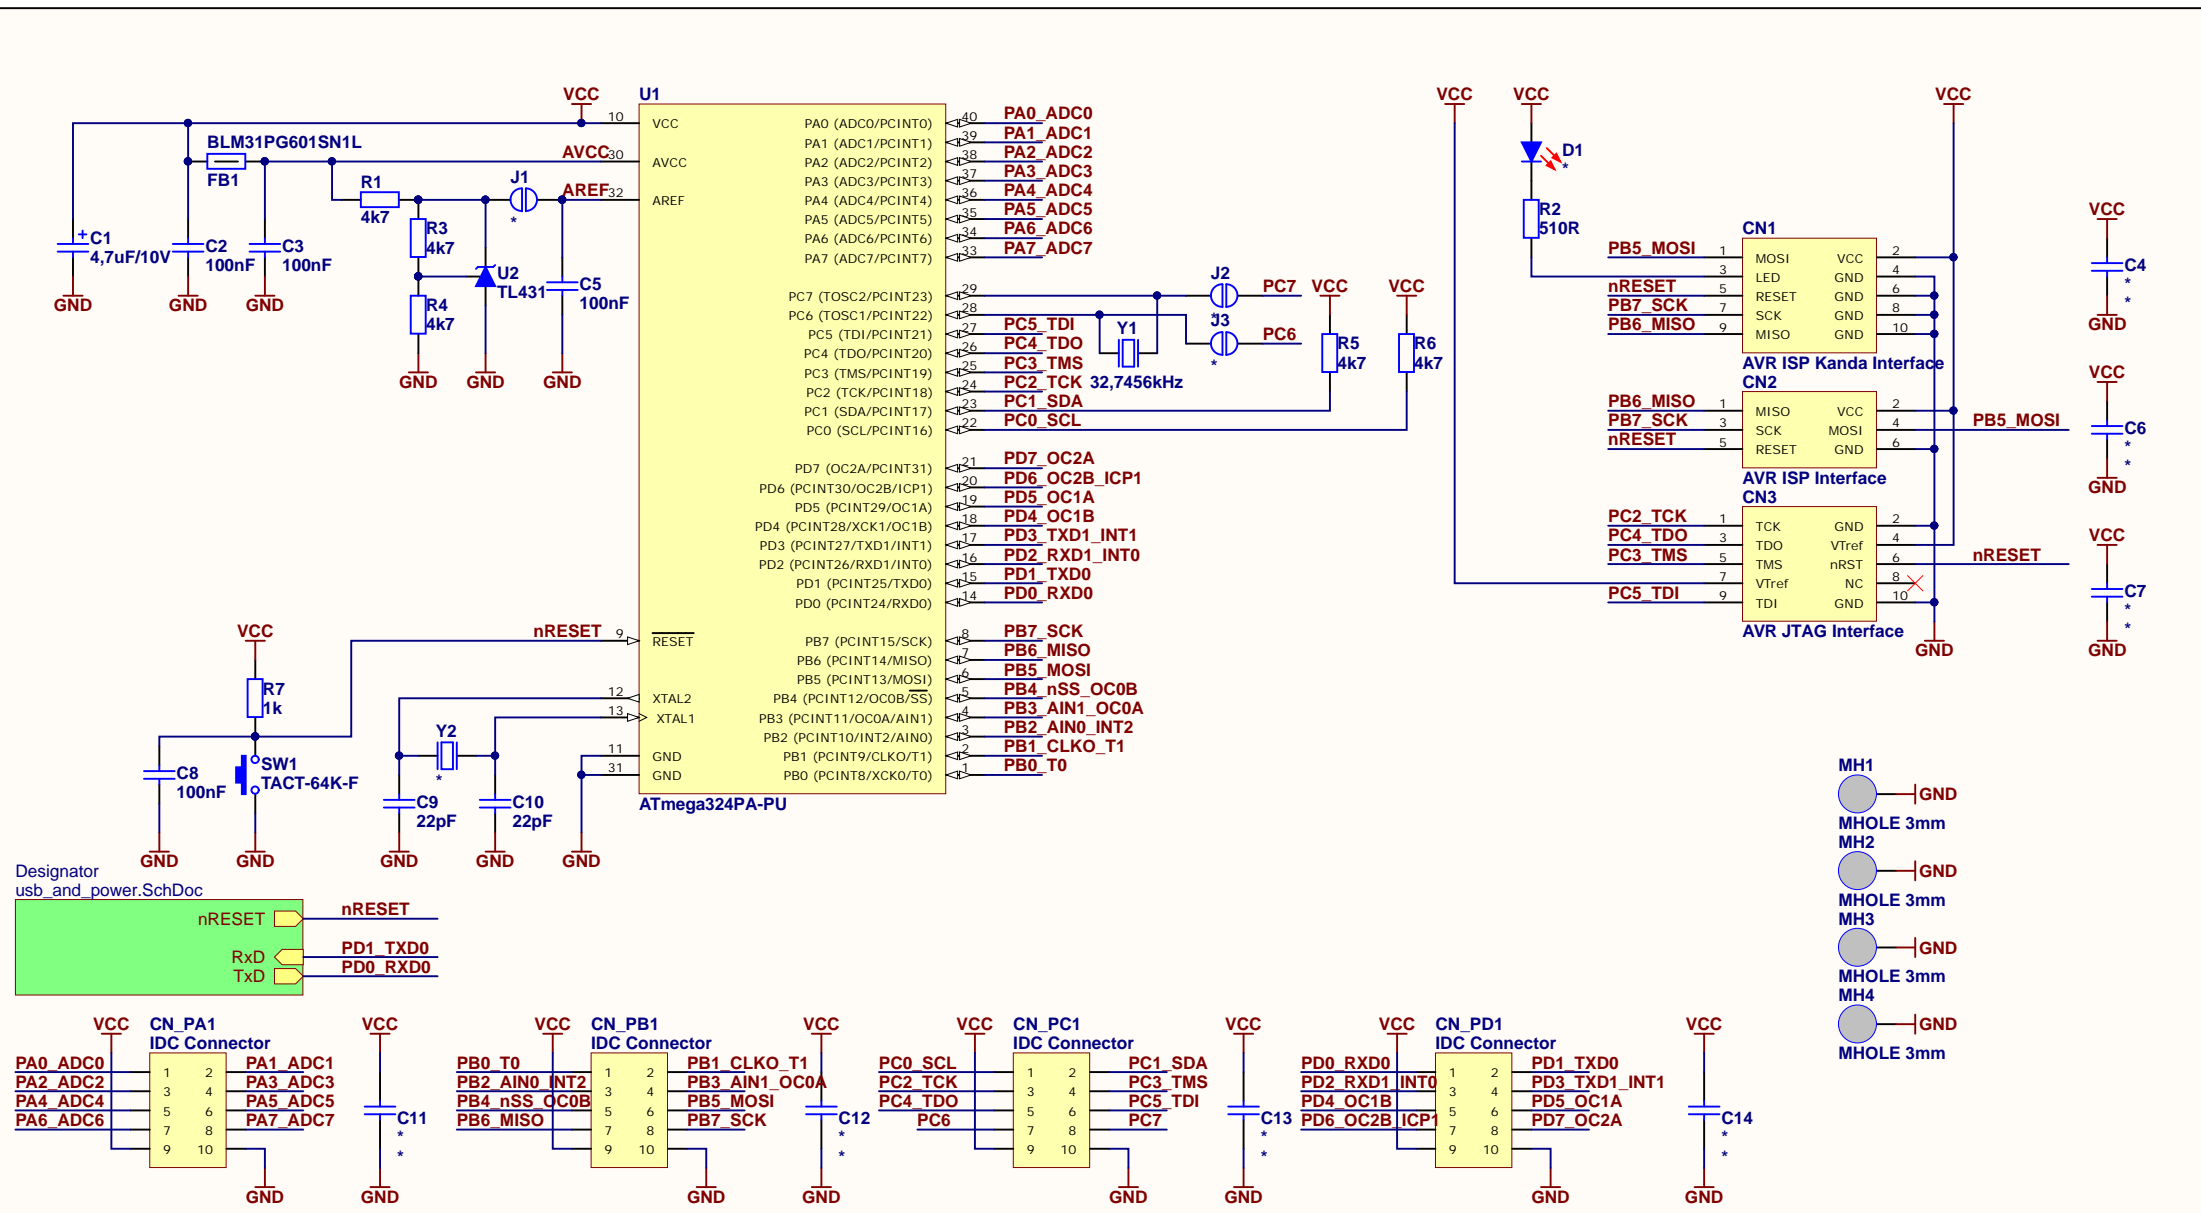 VCC
U1
BLM31PG601SN1L
FB1
AVCC
R1
4k7
J1
*
AREF
R3
4k7
R4
4k7
U2
TL431
C1
+
4,7uF/10V
C2
100nF
C3
100nF
C5
100nF
GND
GND
GND
GND
GND
GND
10 VCC
30 AVCC
32 AREF
nRESET 9 RESET
12 XTAL2
13 XTAL1
11 GND
31 GND
PA0 (ADC0/PCINT0) 40 PA0_ADC0
PA1 (ADC1/PCINT1) 39 PA1_ADC1
PA2 (ADC2/PCINT2) 38 PA2_ADC2
PA3 (ADC3/PCINT3) 37 PA3_ADC3
PA4 (ADC4/PCINT4) 36 PA4_ADC4
PA5 (ADC5/PCINT5) 35 PA5_ADC5
PA6 (ADC6/PCINT6) 34 PA6_ADC6
PA7 (ADC7/PCINT7) 33 PA7_ADC7
PC7 (TOSC2/PCINT23) 29
PC6 (TOSC1/PCINT22) 28
PC5 (TDI/PCINT21) 27 PC5_TDI
PC4 (TDO/PCINT20) 26 PC4_TDO
PC3 (TMS/PCINT19) 25 PC3_TMS
PC2 (TCK/PCINT18) 24 PC2_TCK
PC1 (SDA/PCINT17) 23 PC1_SDA
PC0 (SCL/PCINT16) 22 PC0_SCL
PD7 (OC2A/PCINT31) 21 PD7_OC2A
PD6 (PCINT30/OC2B/ICP1) 20 PD6_OC2B_ICP1
PD5 (PCINT29/OC1A) 19 PD5_OC1A
PD4 (PCINT28/XCK1/OC1B) 18 PD4_OC1B
PD3 (PCINT27/TXD1/INT1) 17 PD3_TXD1_INT1
PD2 (PCINT26/RXD1/INT0) 16 PD2_RXD1_INT0
PD1 (PCINT25/TXD0) 15 PD1_TXD0
PD0 (PCINT24/RXD0) 14 PD0_RXD0
PB7 (PCINT15/SCK) 8 PB7_SCK
PB6 (PCINT14/MISO) 7 PB6_MISO
PB5 (PCINT13/MOSI) 6 PB5_MOSI
PB4 (PCINT12/OC0B/SS) 5 PB4_nSS_OC0B
PB3 (PCINT11/OC0A/AIN1) 4 PB3_AIN1_OC0A
PB2 (PCINT10/INT2/AIN0) 3 PB2_AIN0_INT2
PB1 (PCINT9/CLKO/T1) 2 PB1_CLKO_T1
PB0 (PCINT8/XCK0/T0) 1 PB0_T0
ATmega324PA-PU
J2
*
PC7
J3
*
PC6
Y1
32,7456kHz
VCC
R5
4k7
VCC
R6
4k7
VCC
VCC
D1
*
R2
510R
VCC
CN1
PB5_MOSI 1 MOSI VCC 2
3 LED GND 4
nRESET 5 RESET GND 6
PB7_SCK 7 SCK GND 8
PB6_MISO 9 MISO GND 10
AVR ISP Kanda Interface
CN2
PB6_MISO 1 MISO VCC 2
PB7_SCK 3 SCK MOSI 4 PB5_MOSI
nRESET 5 RESET GND 6
AVR ISP Interface
CN3
PC2_TCK 1 TCK GND 2
PC4_TDO 3 TDO VTref 4
PC3_TMS 5 TMS nRST 6 nRESET
7 VTref NC 8
PC5_TDI 9 TDI GND 10
AVR JTAG Interface
GND
VCC
C4
*
*
GND
VCC
C6
*
*
GND
VCC
C7
*
*
GND
VCC
R7
1k
C8
100nF
SW1
TACT-64K-F
Y2
*
C9
22pF
C10
22pF
GND
GND
GND
GND
GND
MH1
GND
MHOLE 3mm
MH2
GND
MHOLE 3mm
MH3
GND
MHOLE 3mm
MH4
GND
MHOLE 3mm
Designator
usb_and_power.SchDoc
nRESET nRESET
RxD PD1_TXD0
TxD PD0_RXD0
VCC
CN_PA1
IDC Connector
PA0_ADC0 1 2 PA1_ADC1
PA2_ADC2 3 4 PA3_ADC3
PA4_ADC4 5 6 PA5_ADC5
PA6_ADC6 7 8 PA7_ADC7
9 10
GND
VCC
C11
*
*
GND
VCC
CN_PB1
IDC Connector
PB0_T0 1 2 PB1_CLKO_T1
PB2_AIN0_INT2 3 4 PB3_AIN1_OC0A
PB4_nSS_OC0B 5 6 PB5_MOSI
PB6_MISO 7 8 PB7_SCK
9 10
GND
VCC
C12
*
*
GND
VCC
CN_PC1
IDC Connector
PC0_SCL 1 2 PC1_SDA
PC2_TCK 3 4 PC3_TMS
PC4_TDO 5 6 PC5_TDI
PC6 7 8 PC7
9 10
GND
VCC
C13
*
*
GND
VCC
CN_PD1
IDC Connector
PD0_RXD0 1 2 PD1_TXD0
PD2_RXD1_INT0 3 4 PD3_TXD1_INT1
PD4_OC1B 5 6 PD5_OC1A
PD6_OC2B_ICP1 7 8 PD7_OC2A
9 10
GND
VCC
C14
*
*
GND